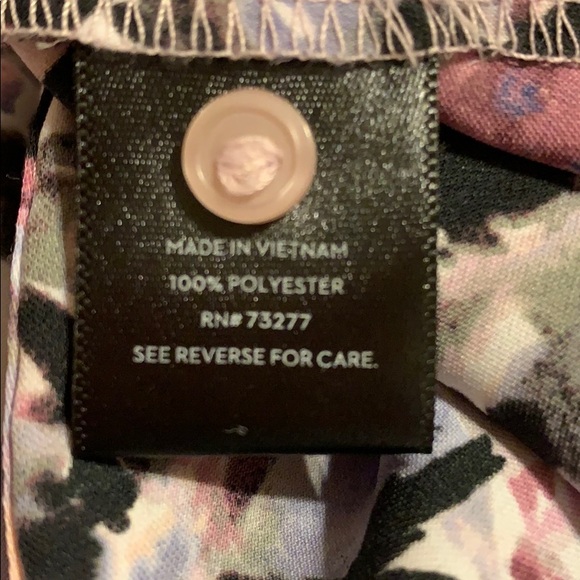 MADE IN VIETNAM
100% POLYESTER
RN# 73277
SEE REVERSE FOR CARE.